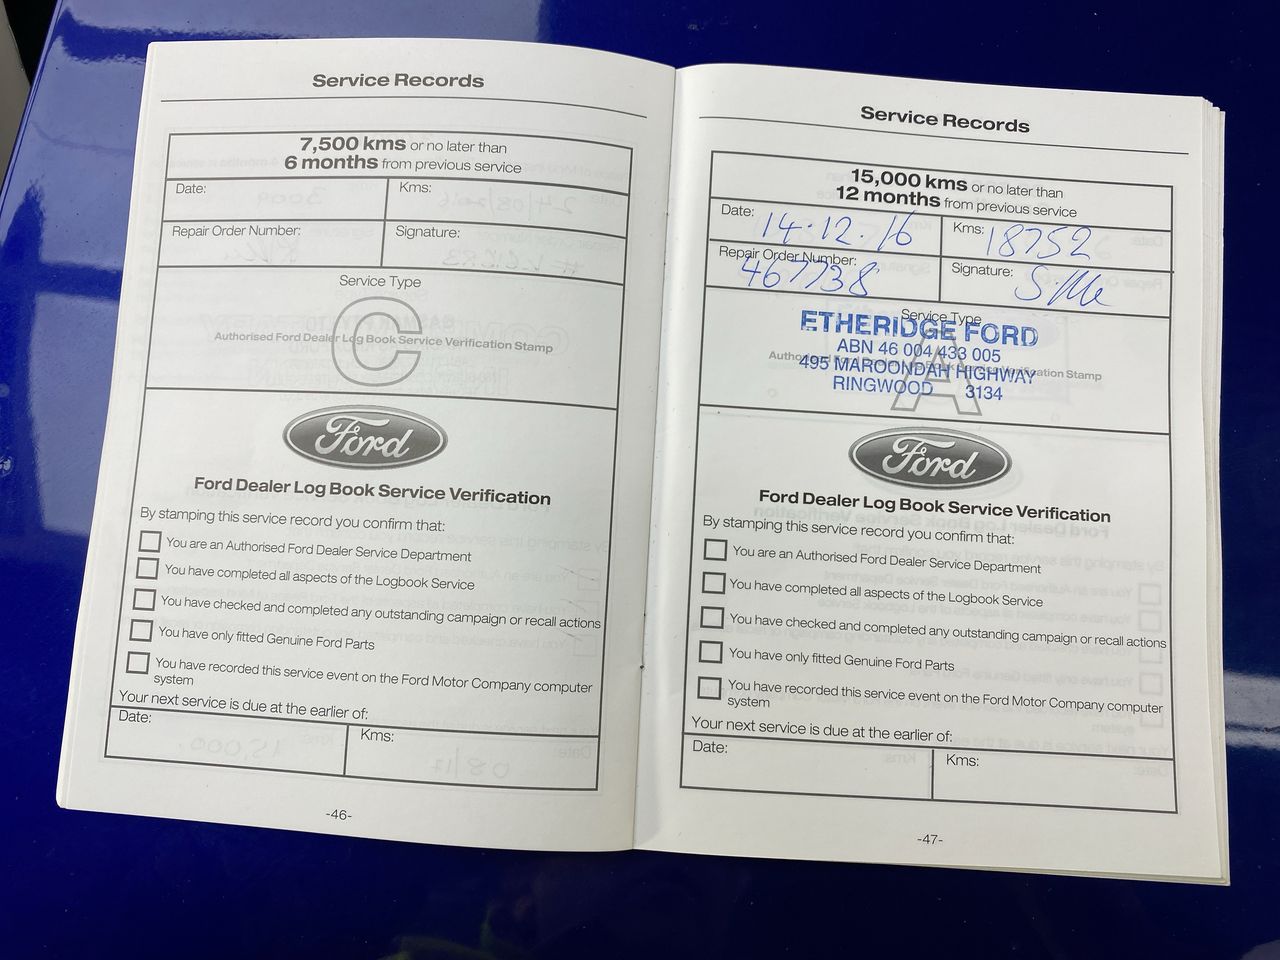 Service Records
7,500 kms or no later than
6 months from previous service
Date:
Kms:
Repair Order Number:
Signature:
Service Type
C
Authorised Ford Dealer Log Book Service Verification Stamp
Ford
Ford Dealer Log Book Service Verification
By stamping this service record you confirm that:
You are an Authorised Ford Dealer Service Department
You have completed all aspects of the Logbook Service
You have checked and completed any outstanding campaign or recall actions
You have only fitted Genuine Ford Parts
You have recorded this service event on the Ford Motor Company computer
system
Your next service is due at the earlier of:
Date:
Kms:
-46-
Service Records
15,000 kms or no later than
12 months from previous service
Date: 14.12.16
Kms: 18752
Repair Order Number:
467738
Signature:
Service Type
A
ETHERIDGE FORD
ABN 46 004 433 005
Authorised Ford Dealer Log Book Service Verification Stamp
495 MAROONDAH HIGHWAY
RINGWOOD 3134
Ford
Ford Dealer Log Book Service Verification
By stamping this service record you confirm that:
You are an Authorised Ford Dealer Service Department
You have completed all aspects of the Logbook Service
You have checked and completed any outstanding campaign or recall actions
You have only fitted Genuine Ford Parts
You have recorded this service event on the Ford Motor Company computer
system
Your next service is due at the earlier of:
Date:
Kms:
-47-